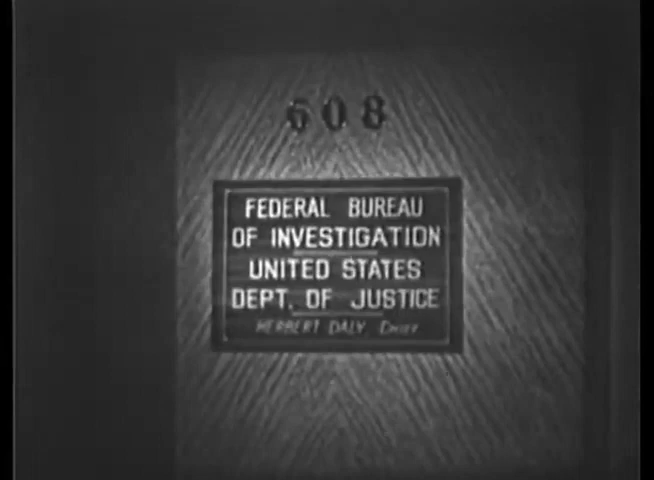 608
FEDERAL BUREAU
OF INVESTIGATION
UNITED STATES
DEPT. OF JUSTICE
HERBERT DALY, CHIEF